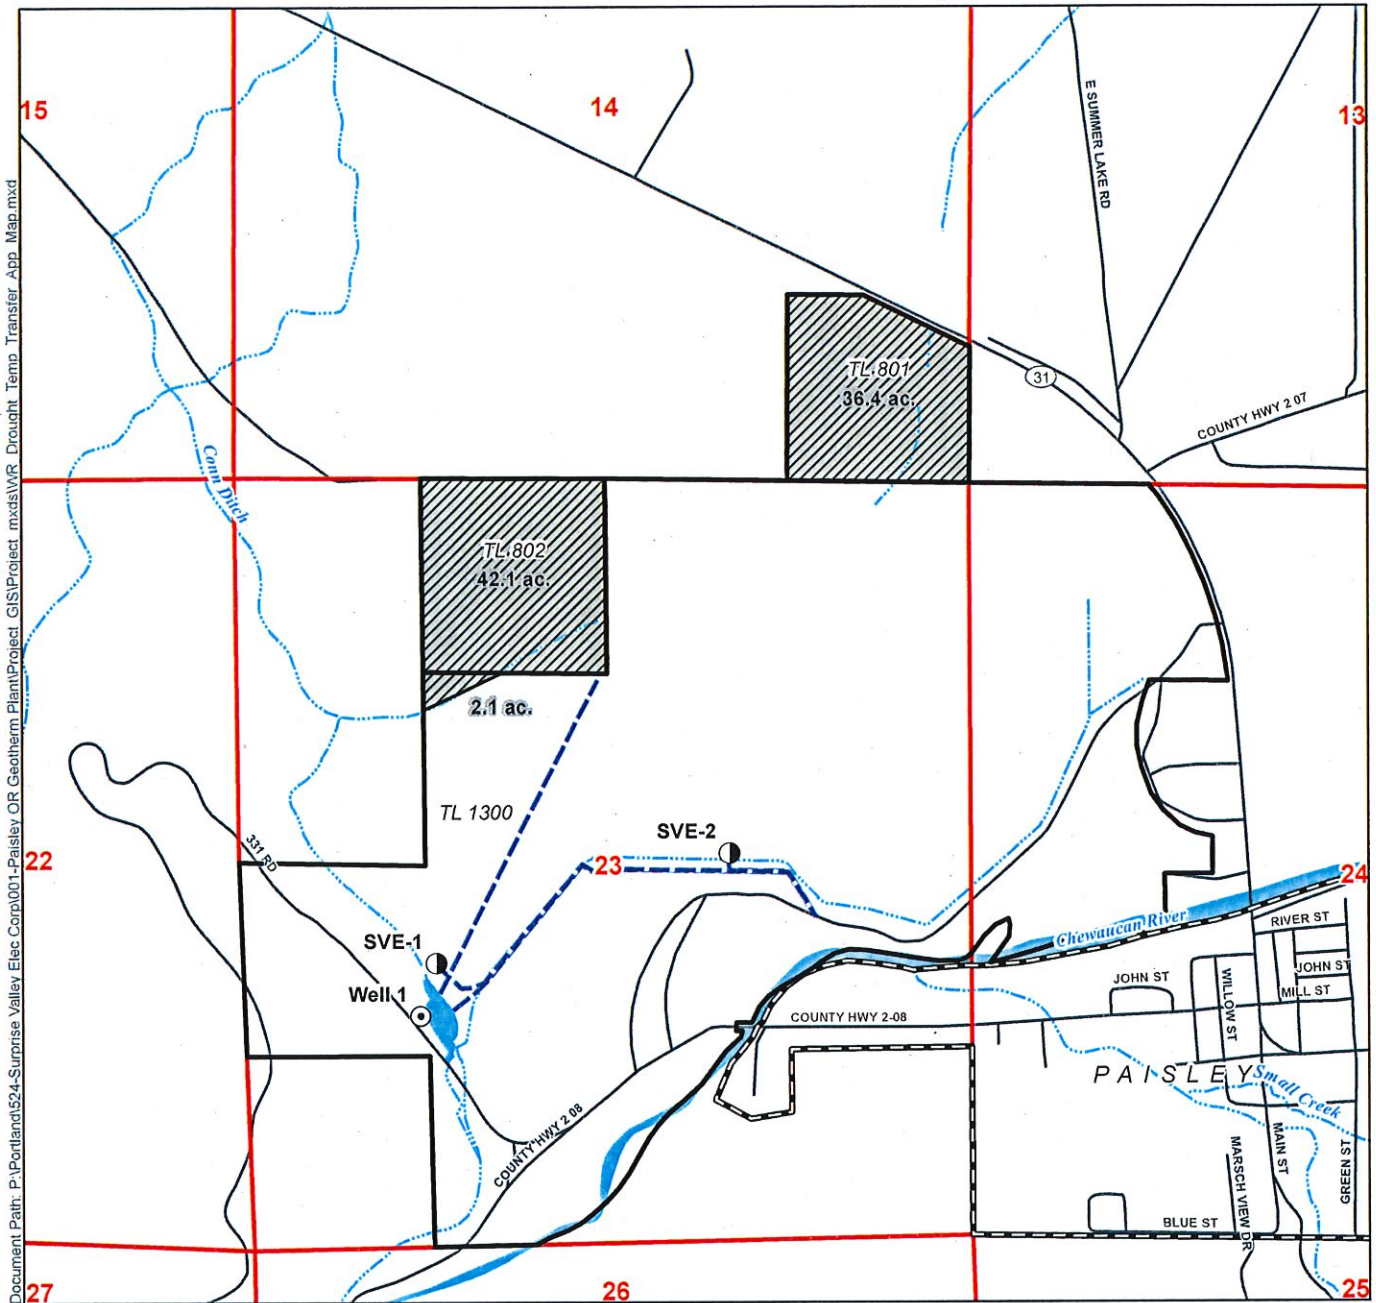 15
14
13
E SUMMER LAKE RD
TL 801
36.4 ac.
31
COUNTY HWY 2 07
Conn Ditch
TL 802
42.1 ac.
2.1 ac.
TL 1300
331 RD
SVE-2
22
23
24
SVE-1
Well 1
Chewaucan River
RIVER ST
JOHN ST
JOHN ST
MILL ST
WILLOW ST
COUNTY HWY 2-08
PAISLEY
Small Creek
COUNTY HWY 2 08
MARSCH VIEW DR
MAIN ST
GREEN ST
BLUE ST
27
26
25
Document Path: P:\Portland\524-Surprise Valley Elec Corp\001-Paisley OR Geotherm Plant\Project_GIS\Project_mxds\WR_Drought_Temp_Transfer_App_Map.mxd